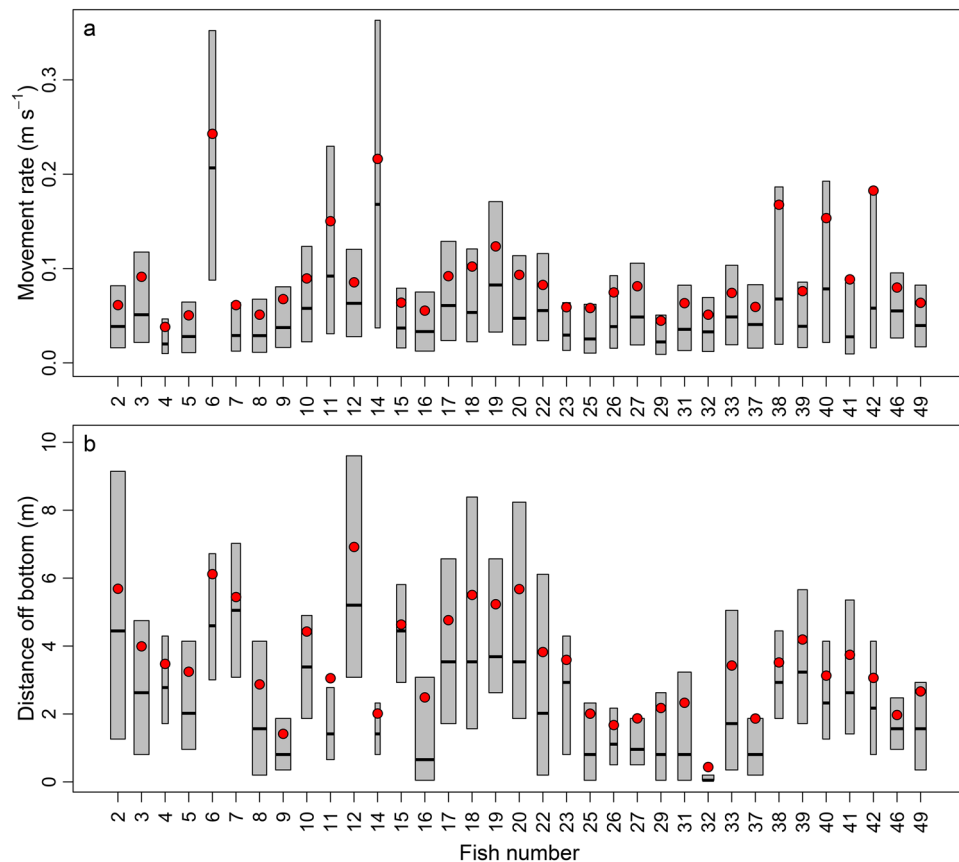 a
Movement rate (m s⁻¹)
0.3
0.2
0.1
0.0
2 3 4 5 6 7 8 9 10 11 12 14 15 16 17 18 19 20 22 23 25 26 27 29 31 32 33 38 39 40 41 42 46 49
b
Distance off bottom (m)
10
8
6
4
2
0
2 3 4 5 6 7 8 9 10 11 12 14 15 16 17 18 19 20 22 23 25 26 27 29 31 32 33 38 39 40 41 42 46 49
Fish number